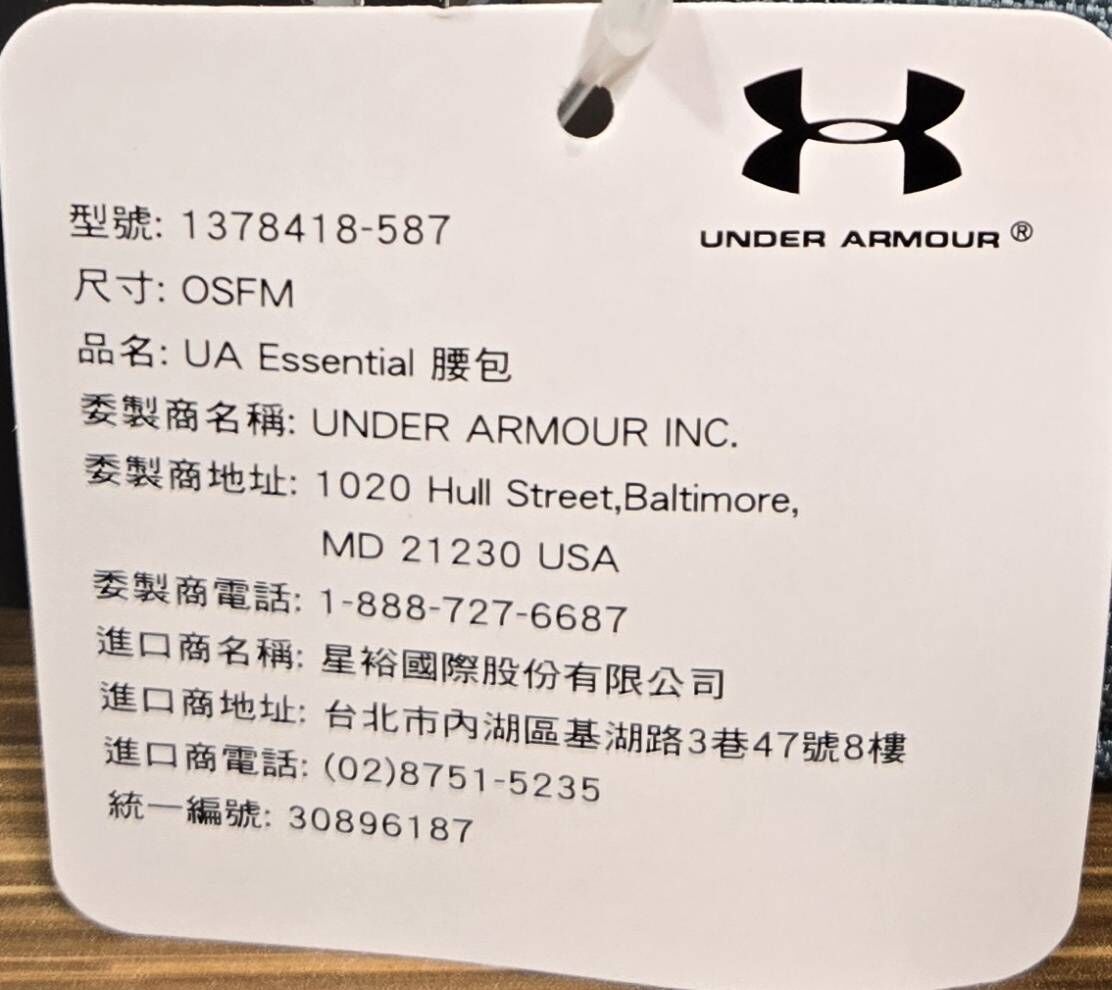 UNDER ARMOUR®
型號: 1378418-587
尺寸: OSFM
品名: UA Essential 腰包
委製商名稱: UNDER ARMOUR INC.
委製商地址: 1020 Hull Street,Baltimore,
MD 21230 USA
委製商電話: 1-888-727-6687
進口商名稱: 星裕國際股份有限公司
進口商地址: 台北市內湖區基湖路3巷47號8樓
進口商電話: (02)8751-5235
統一編號: 30896187